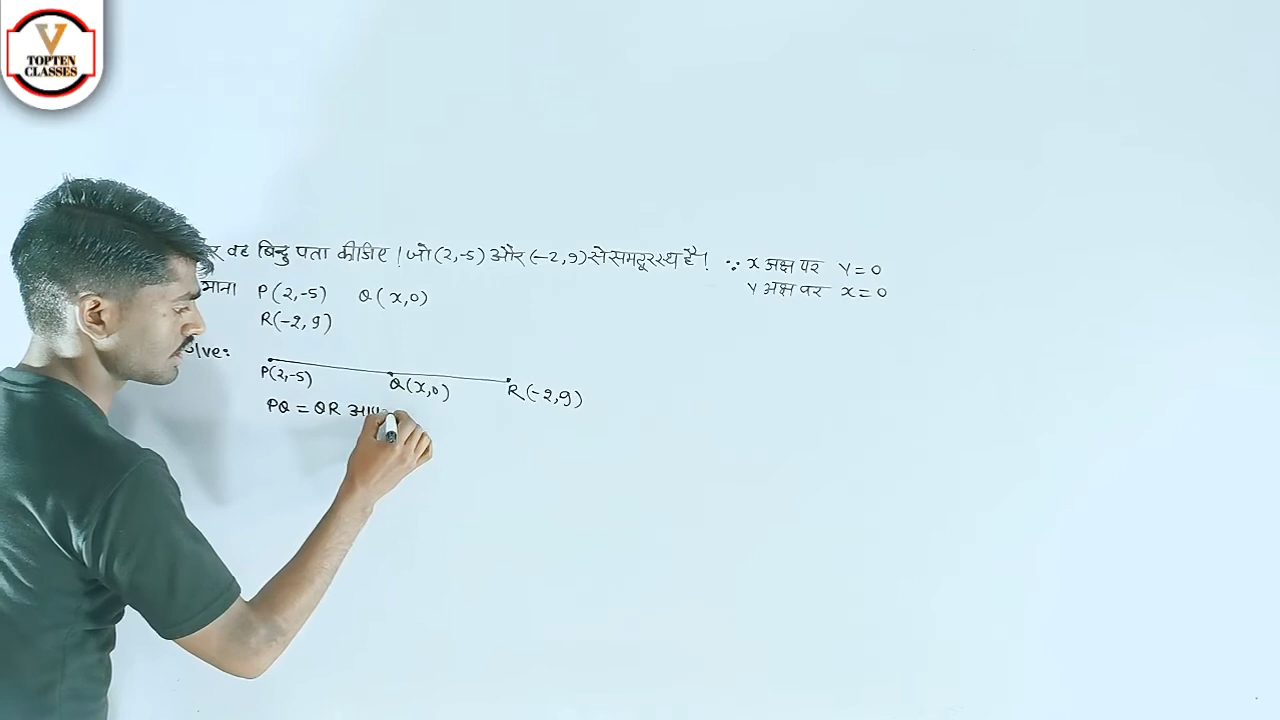 V
TOPTEN
CLASSES
वह बिन्दु पता कीजिए। जो (2,-5) और (-2,9) से समदूरस्थ है। ∵ x अक्ष पर y=0
माना P(2,-5) Q(x,0) y अक्ष पर x=0
R(-2,9)
lve:
P(2,-5) Q(x,0) R(-2,9)
PQ = QR